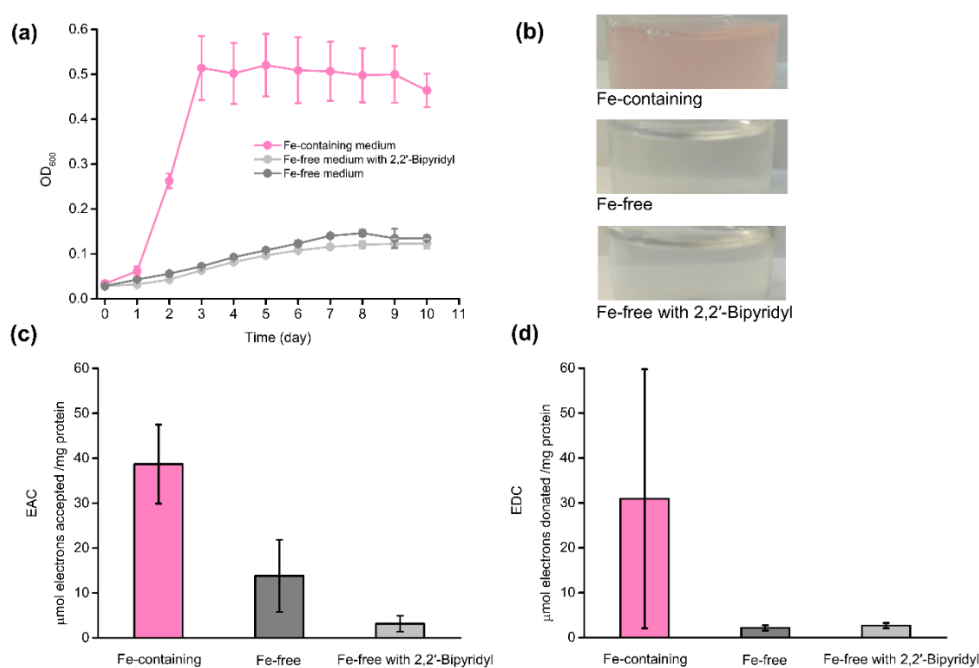 (a)
0.6
0.5
0.4
0.3
0.2
0.1
0.0
OD600
Fe-containing medium
Fe-free medium with 2,2'-Bipyridyl
Fe-free medium
0 1 2 3 4 5 6 7 8 9 10 11
Time (day)
(b)
Fe-containing
Fe-free
Fe-free with 2,2'-Bipyridyl
(c)
60
50
40
30
20
10
0
EAC
µmol electrons accepted /mg protein
Fe-containing Fe-free Fe-free with 2,2'-Bipyridyl
(d)
60
50
40
30
20
10
0
EDC
µmol electrons donated /mg protein
Fe-containing Fe-free Fe-free with 2,2'-Bipyridyl